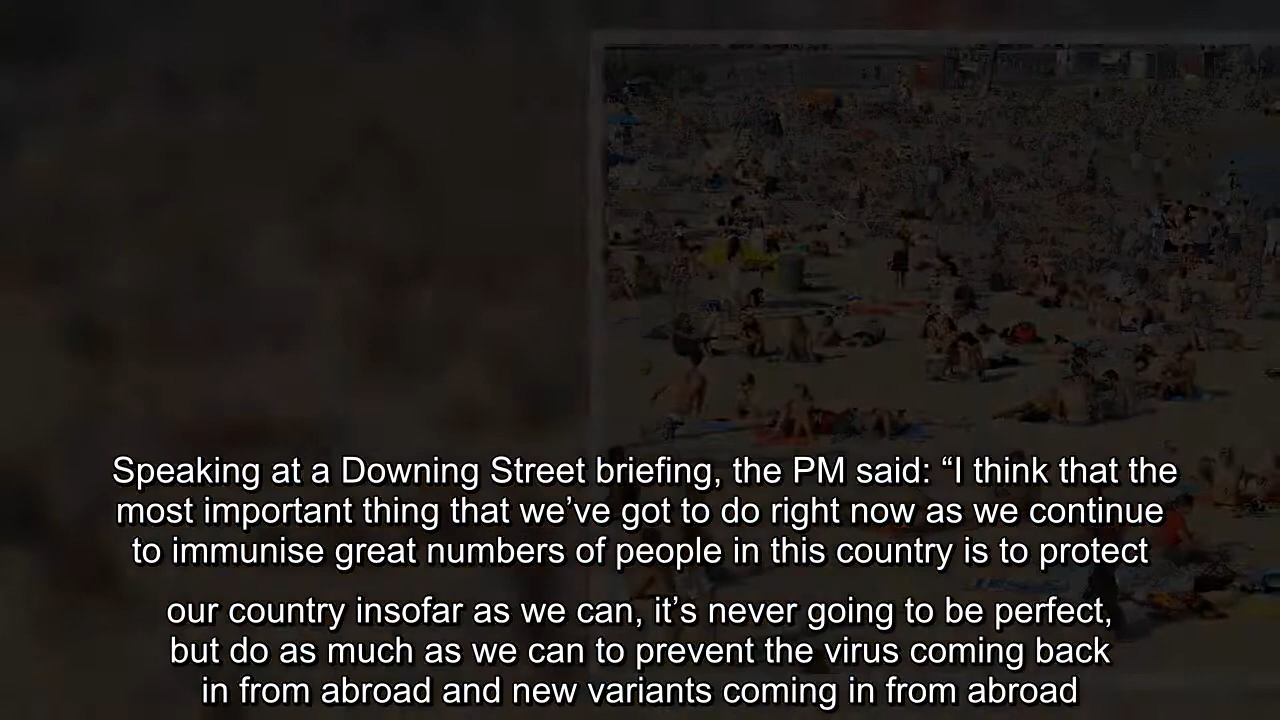 Speaking at a Downing Street briefing, the PM said: “I think that the
most important thing that we’ve got to do right now as we continue
to immunise great numbers of people in this country is to protect
our country insofar as we can, it’s never going to be perfect,
but do as much as we can to prevent the virus coming back
in from abroad and new variants coming in from abroad